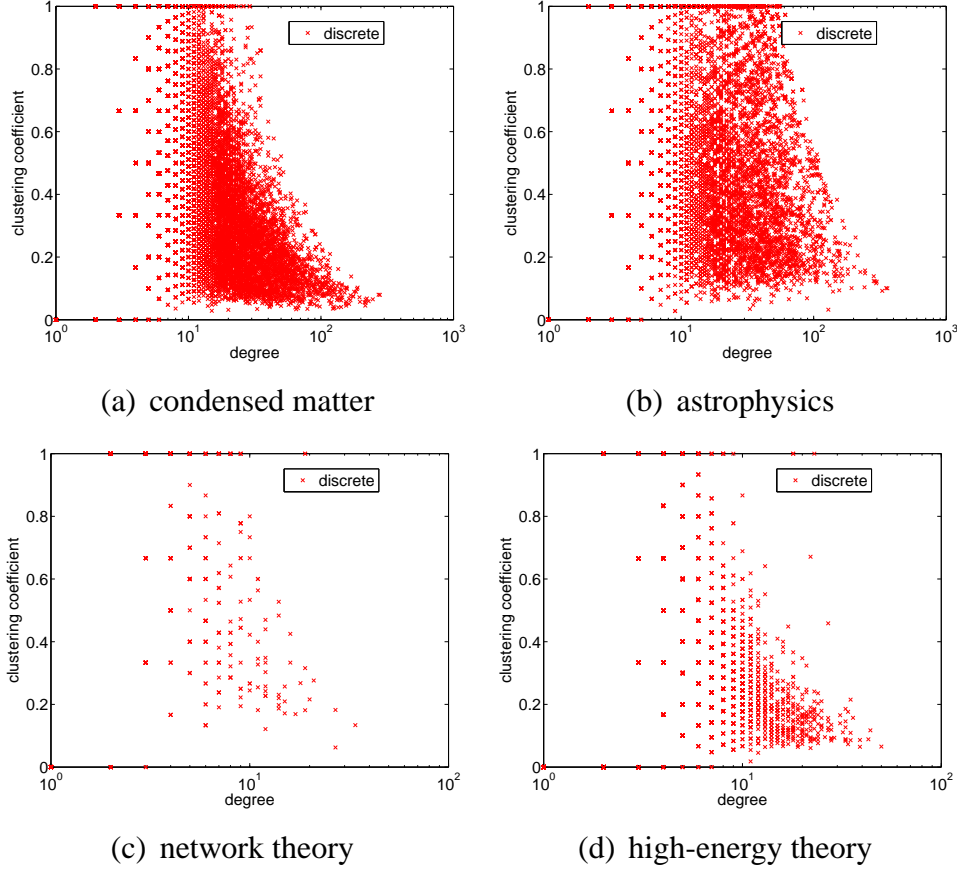 1
0.8
0.6
0.4
0.2
0
clustering coefficient
discrete
10^0 10^1 10^2 10^3
degree
(a) condensed matter
1
0.8
0.6
0.4
0.2
0
clustering coefficient
discrete
10^0 10^1 10^2 10^3
degree
(b) astrophysics
1
0.8
0.6
0.4
0.2
0
clustering coefficient
discrete
10^0 10^1 10^2
degree
(c) network theory
1
0.8
0.6
0.4
0.2
0
clustering coefficient
discrete
10^0 10^1 10^2
degree
(d) high-energy theory